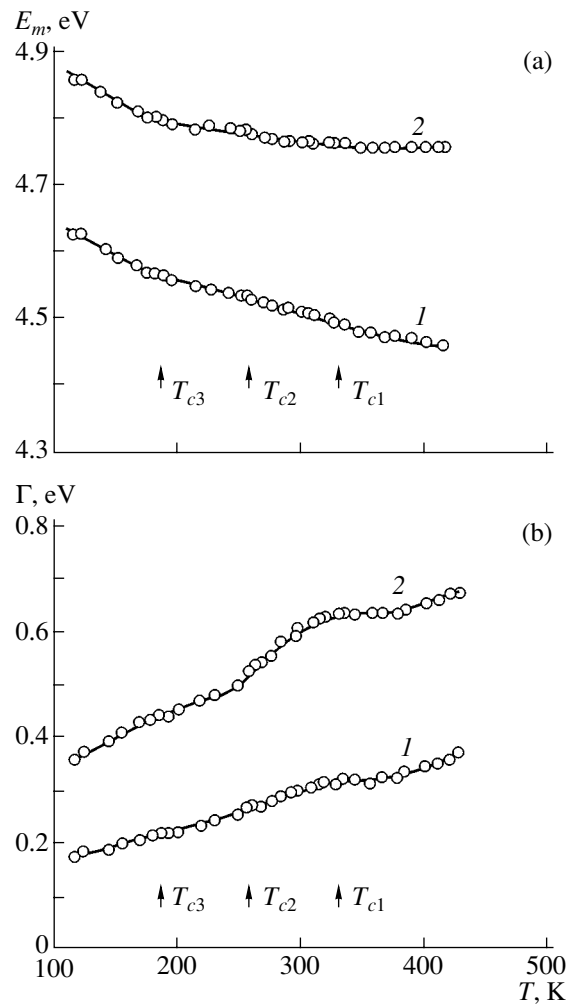 E_m, eV
4.9
(a)
2
4.7
4.5
1
T_c3 T_c2 T_c1
4.3
Γ, eV
0.8
(b)
2
0.6
0.4
1
0.2
T_c3 T_c2 T_c1
0
100 200 300 400 500
T, K